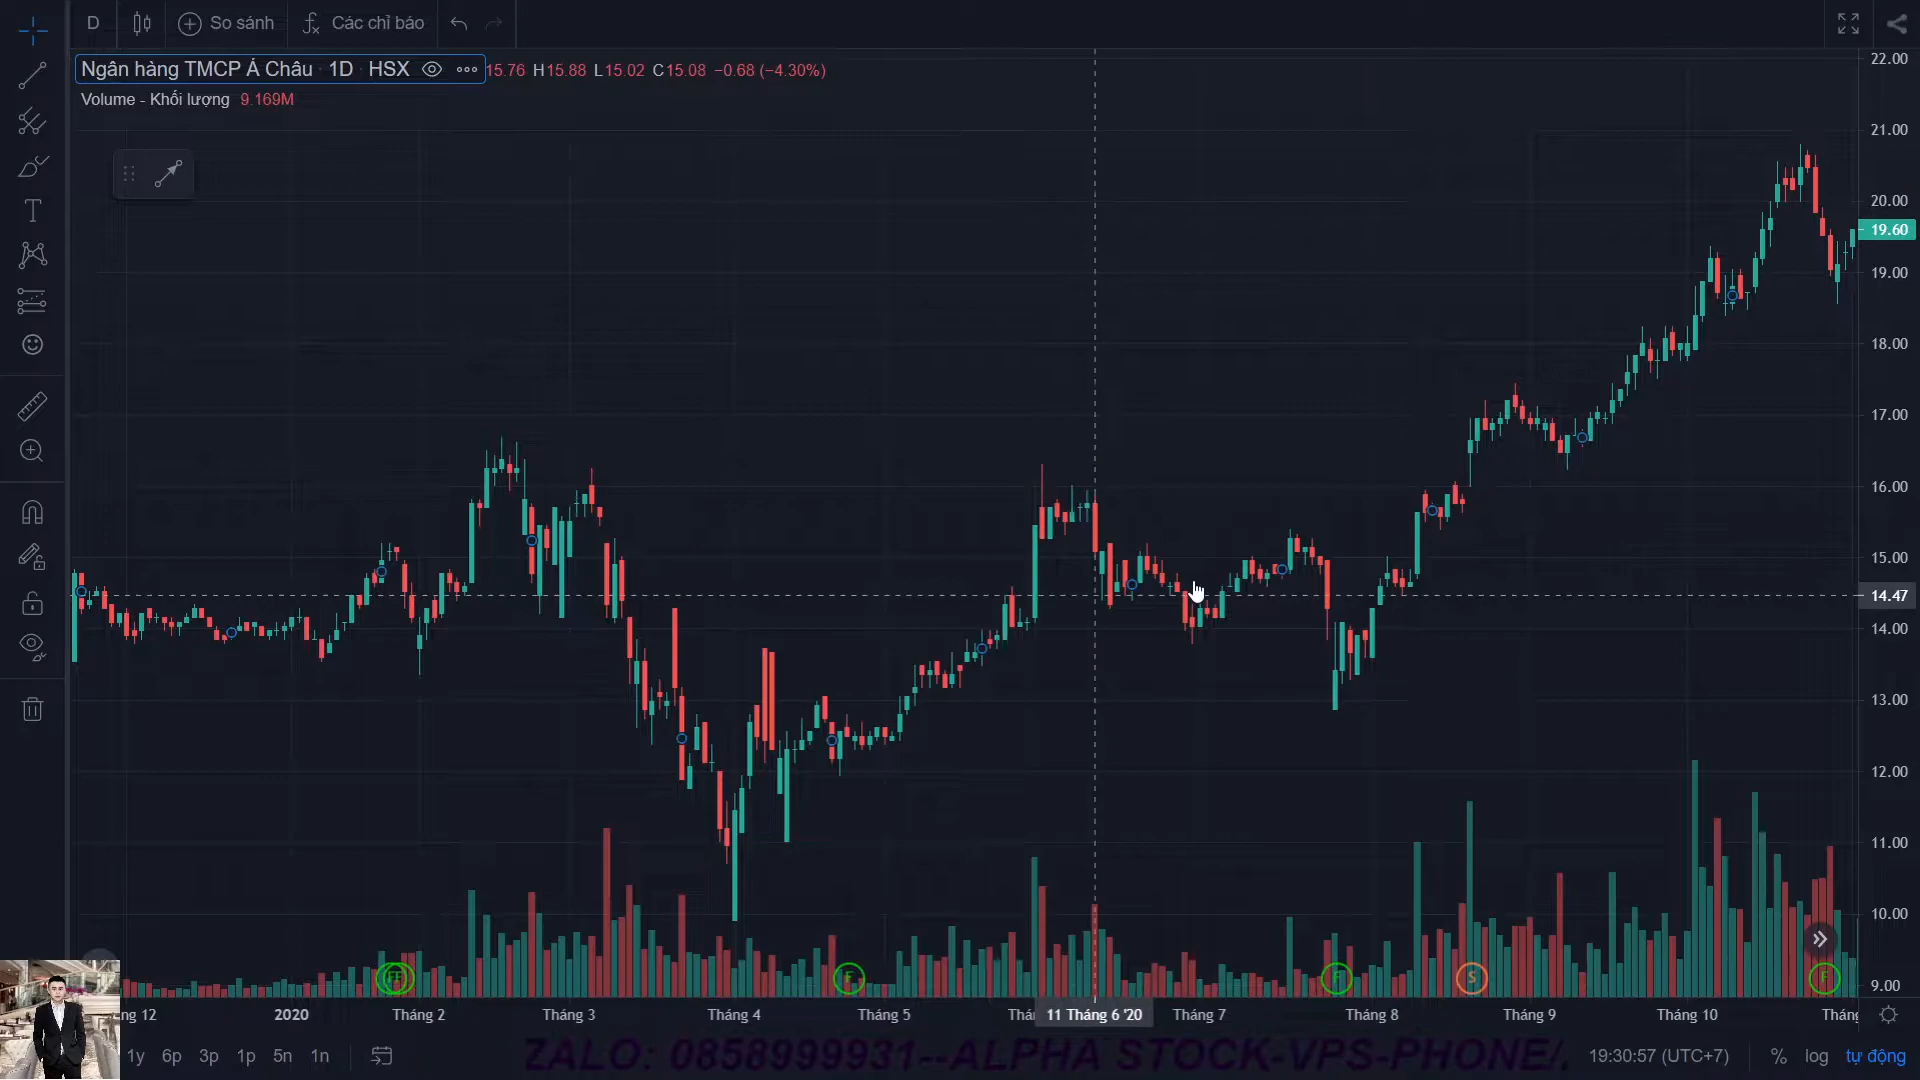 D So sánh Các chỉ báo
Ngân hàng TMCP Á Châu · 1D · HSX 15.76 H15.88 L15.02 C15.08 −0.68 (−4.30%)
Volume - Khối lượng 9.169M
22.00
21.00
20.00
19.60
19.00
18.00
17.00
16.00
15.00
14.47
14.00
13.00
12.00
11.00
10.00
9.00
F F F S F
ng 12 2020 Tháng 2 Tháng 3 Tháng 4 Tháng 5 Thá 11 Tháng 6 '20 Tháng 7 Tháng 8 Tháng 9 Tháng 10 Tháng
1y 6p 3p 1p 5n 1n 19:30:57 (UTC+7) % log tự động
ZALO: 0858999931--ALPHA STOCK-VPS-PHONE/.